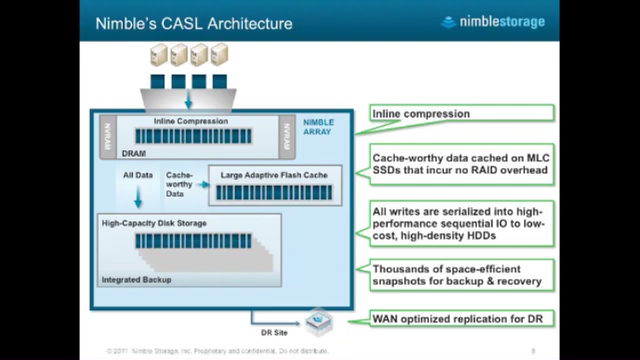 Nimble's CASL Architecture
nimblestorage
Inline Compression
NIMBLE
ARRAY
NVRAM
NVRAM
DRAM
All Data
Cache-
worthy
Data
Large Adaptive Flash Cache
High-Capacity Disk Storage
Integrated Backup
DR Site
Inline compression
Cache-worthy data cached on MLC
SSDs that incur no RAID overhead
All writes are serialized into high-
performance sequential IO to low-
cost, high-density HDDs
Thousands of space-efficient
snapshots for backup & recovery
WAN optimized replication for DR
© 2011 Nimble Storage, Inc. Proprietary and confidential. Do not distribute.